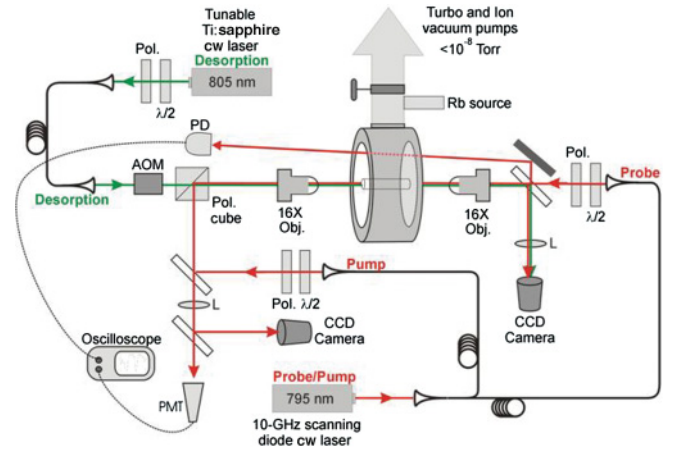 Tunable
Ti:sapphire
cw laser
Desorption
805 nm
Pol.
λ/2
Turbo and Ion
vacuum pumps
<10⁻⁸ Torr
Rb source
PD
AOM
Desorption
Pol.
cube
16X
Obj.
16X
Obj.
Pol.
Probe
λ/2
L
CCD
Camera
Pump
Pol. λ/2
L
CCD
Camera
Oscilloscope
PMT
Probe/Pump
795 nm
10-GHz scanning
diode cw laser